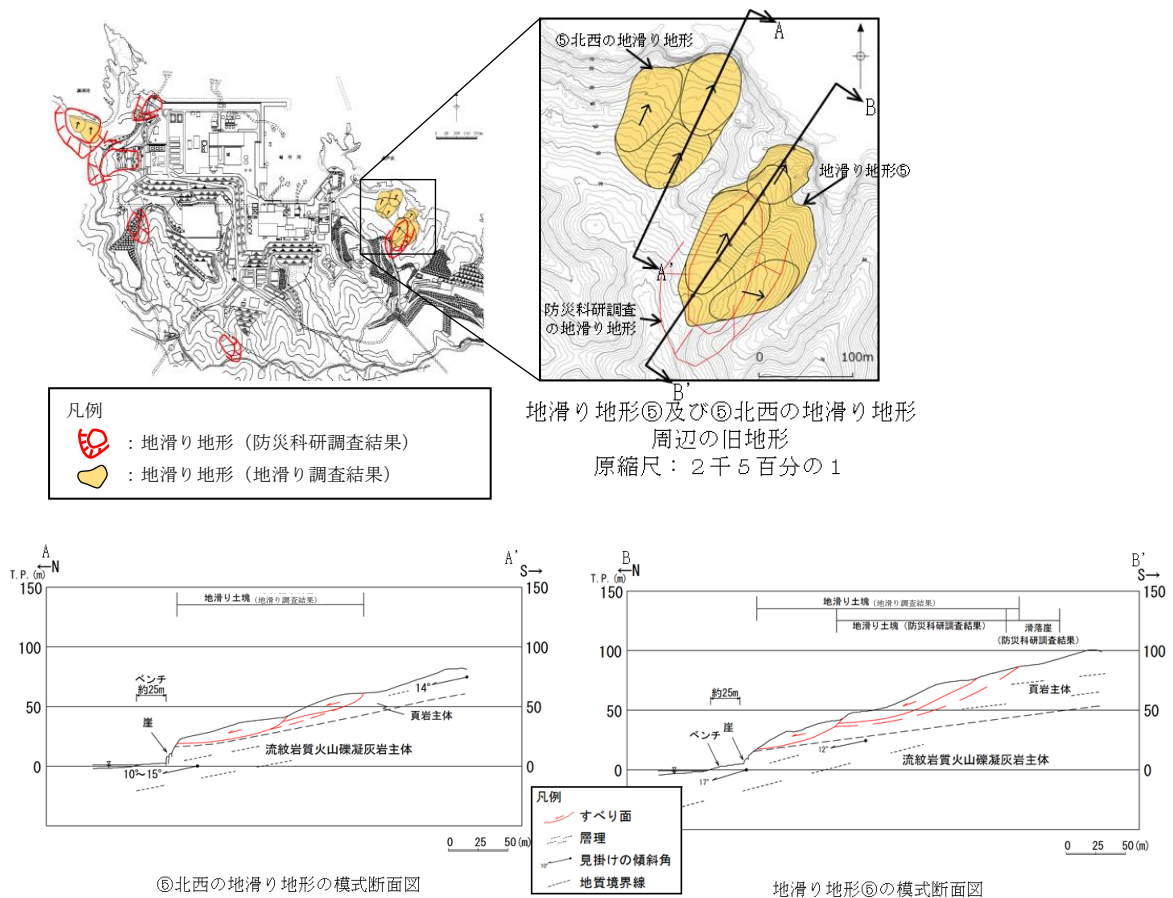 ⑤北西の地滑り地形
A
B
地滑り地形⑤
A'
防災科研調査
の地滑り地形
0 100m
B'
地滑り地形⑤及び⑤北西の地滑り地形
周辺の旧地形
原縮尺：２千５百分の１
凡例
：地滑り地形（防災科研調査結果）
：地滑り地形（地滑り調査結果）
A
←N
A'
S→
T.P.(m)
150
100
50
0
150
100
50
0
地滑り土塊（地滑り調査結果）
ベンチ
約25m
崖
14°
頁岩主体
流紋岩質火山礫凝灰岩主体
10°～15°
0 25 50(m)
⑤北西の地滑り地形の模式断面図
B
←N
B'
S→
T.P.(m)
150
100
50
0
150
100
50
0
地滑り土塊（地滑り調査結果）
地滑り土塊（防災科研調査結果）
滑落崖
（防災科研調査結果）
約25m
ベンチ
崖
頁岩主体
12°
流紋岩質火山礫凝灰岩主体
17°
0 25 50(m)
地滑り地形⑤の模式断面図
凡例
すべり面
層理
10°
見掛けの傾斜角
地質境界線